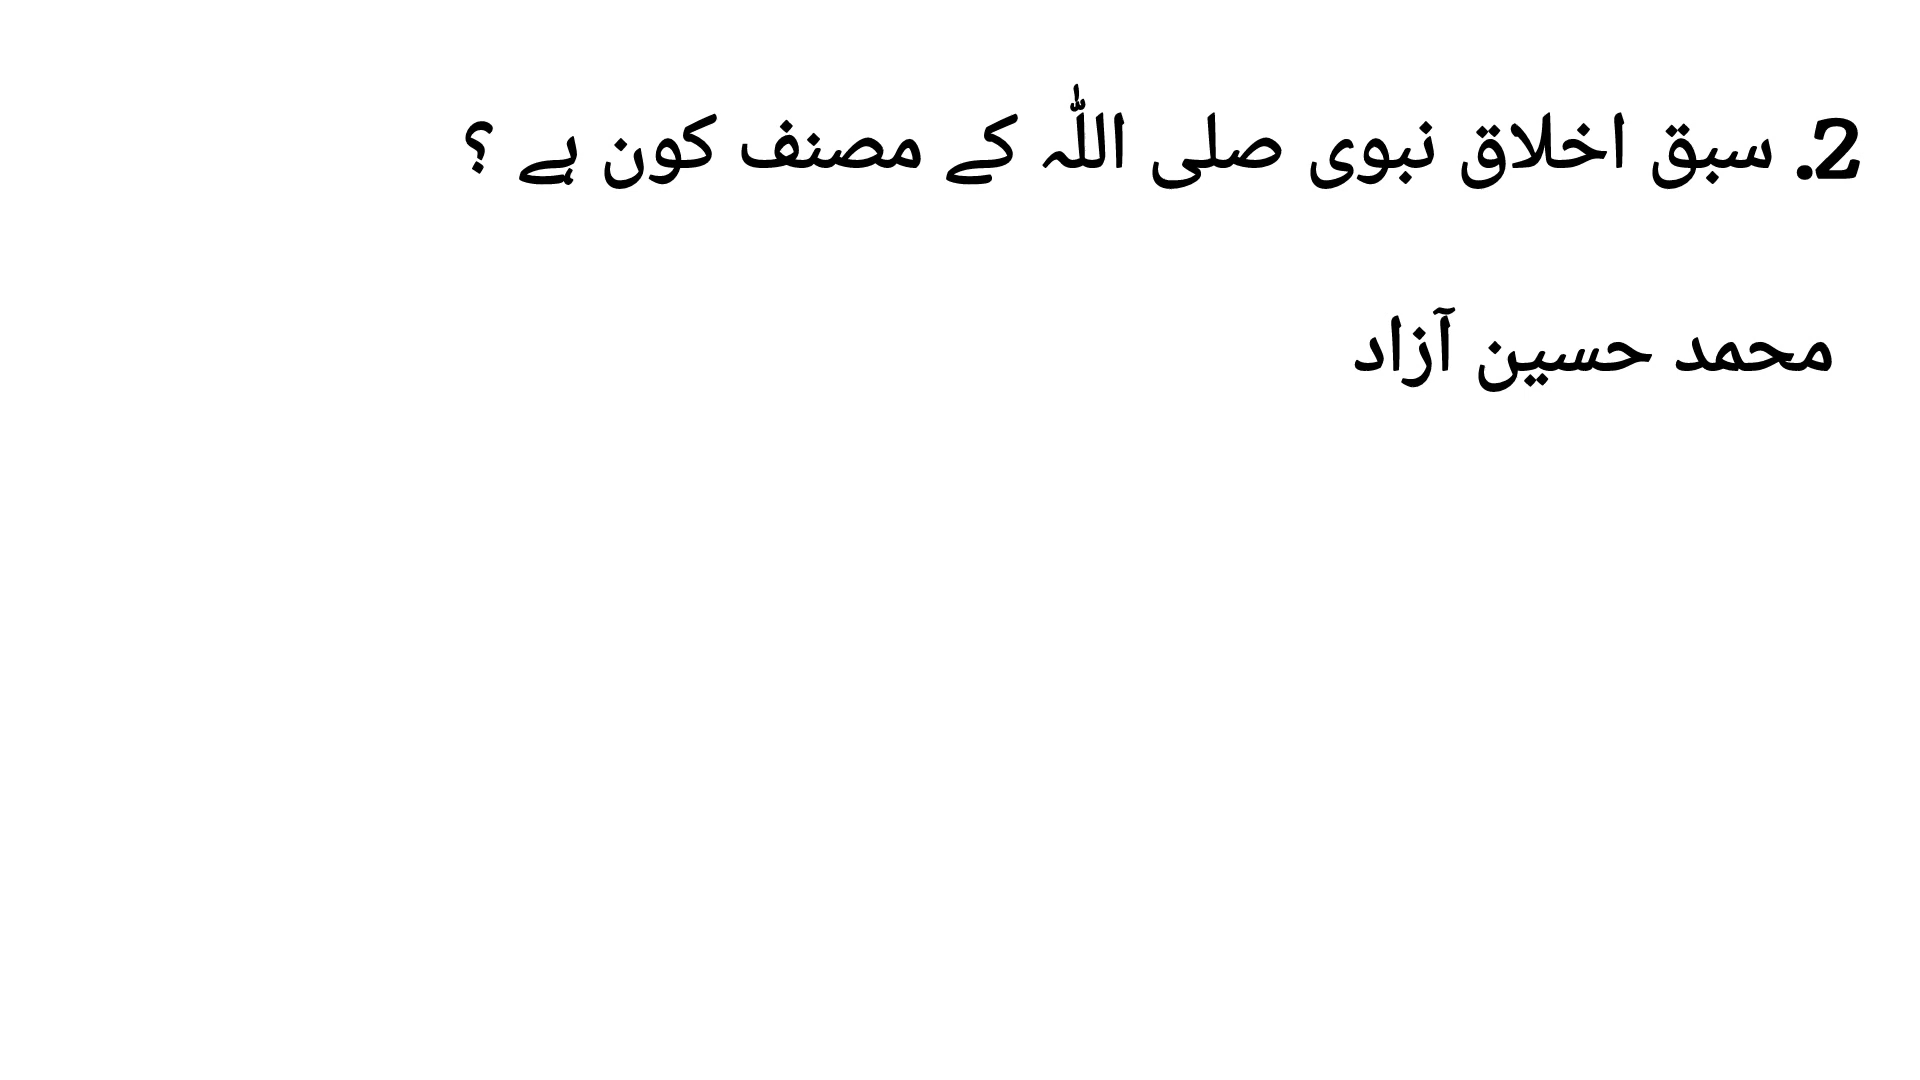 2. سبق اخلاق نبوی صلی اللہ کے مصنف کون ہے ؟
محمد حسین آزاد